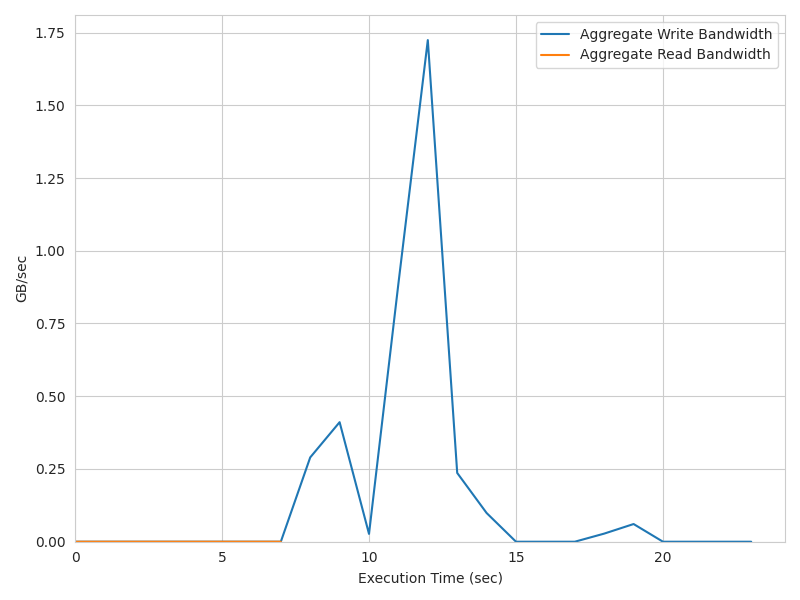 Aggregate Write Bandwidth
Aggregate Read Bandwidth
1.75
1.50
1.25
1.00
0.75
0.50
0.25
0.00
GB/sec
0 5 10 15 20
Execution Time (sec)